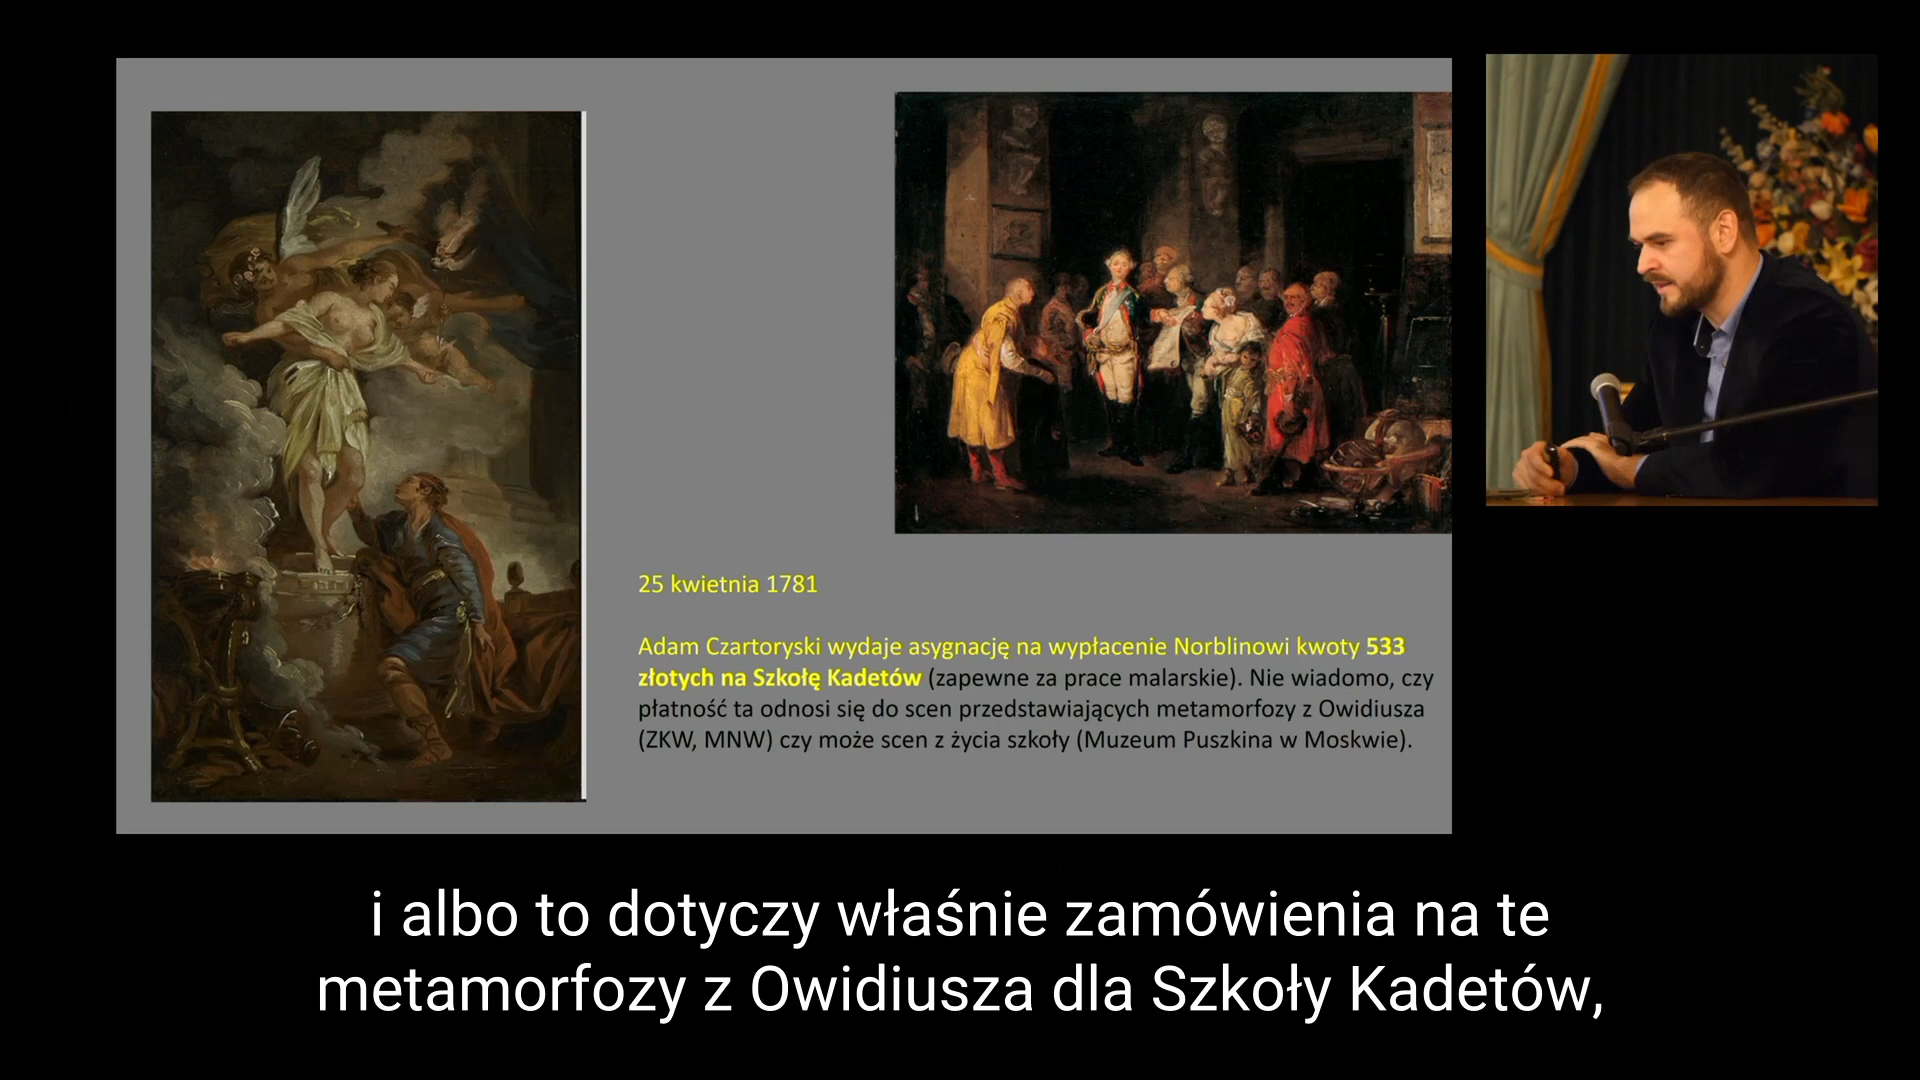 25 kwietnia 1781
Adam Czartoryski wydaje asygnację na wypłacenie Norblinowi kwoty 533
złotych na Szkołę Kadetów (zapewne za prace malarskie). Nie wiadomo, czy
płatność ta odnosi się do scen przedstawiających metamorfozy z Owidiusza
(ZKW, MNW) czy może scen z życia szkoły (Muzeum Puszkina w Moskwie).
i albo to dotyczy właśnie zamówienia na te
metamorfozy z Owidiusza dla Szkoły Kadetów,